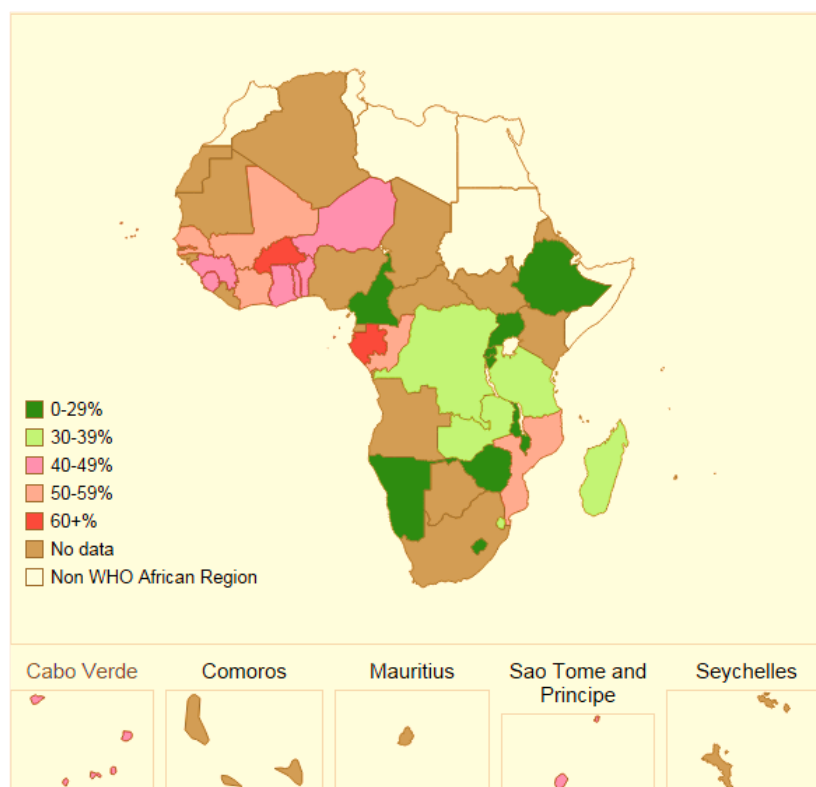 0-29%
30-39%
40-49%
50-59%
60+%
No data
Non WHO African Region
Cabo Verde
Comoros
Mauritius
Sao Tome and
Principe
Seychelles